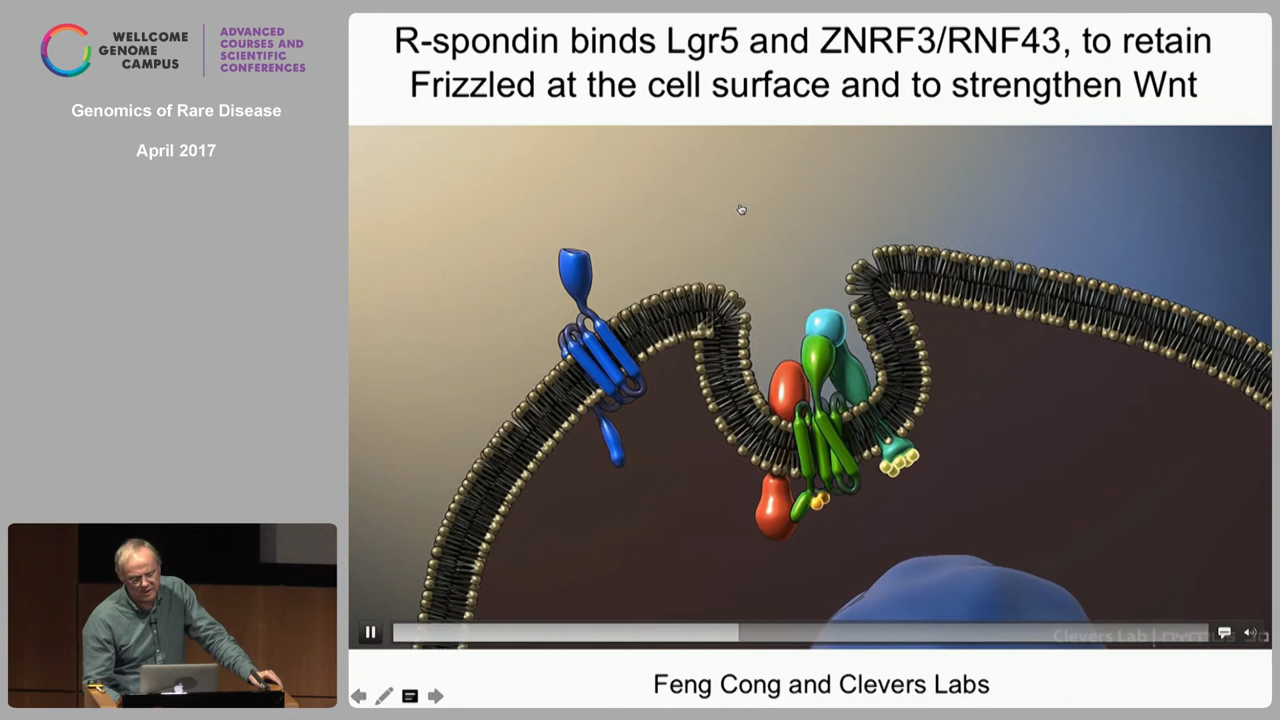 WELLCOME
GENOME
CAMPUS
ADVANCED
COURSES AND
SCIENTIFIC
CONFERENCES
Genomics of Rare Disease
April 2017
R-spondin binds Lgr5 and ZNRF3/RNF43, to retain
Frizzled at the cell surface and to strengthen Wnt
Clevers Lab |
Feng Cong and Clevers Labs